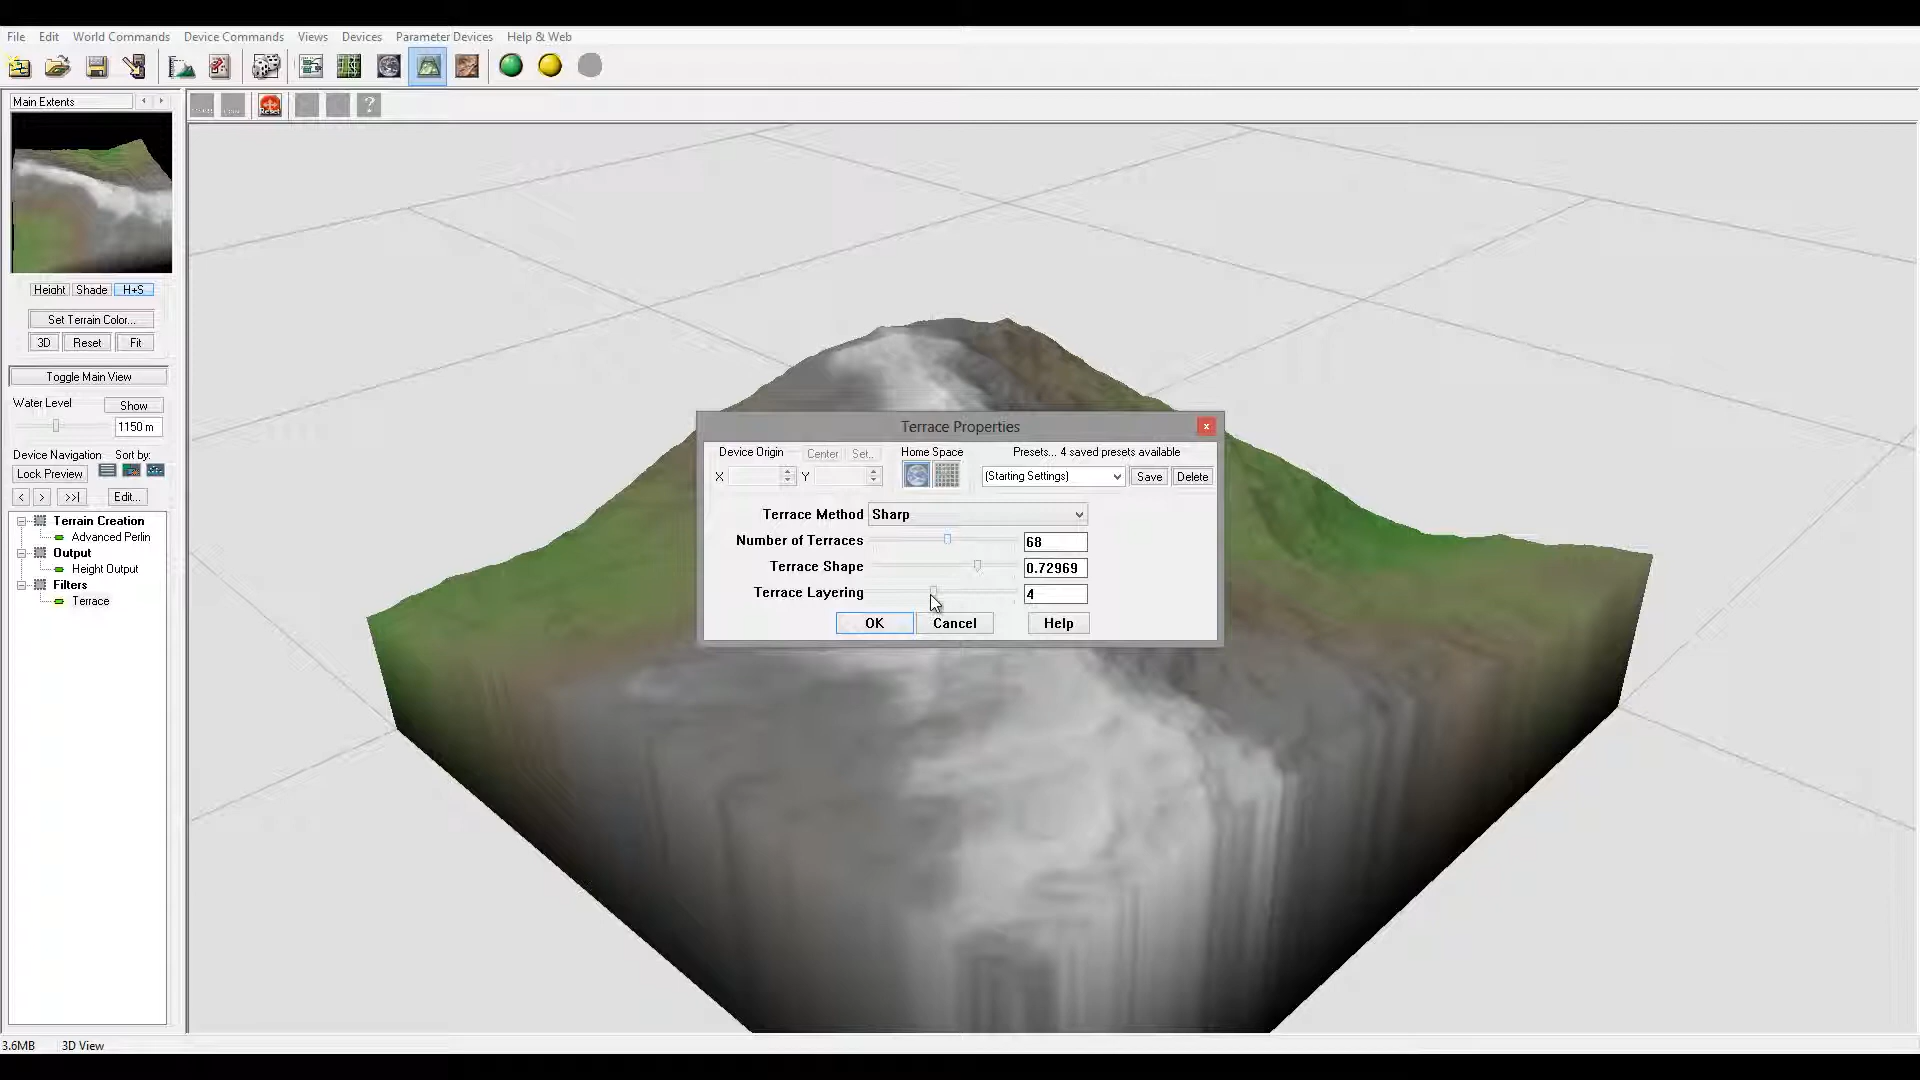 File Edit World Commands Device Commands Views Devices Parameter Devices Help & Web
Main Extents
?
Height Shade H+S
Set Terrain Color...
3D Reset Fit
Toggle Main View
Water Level Show
1150 m
Device Navigation Sort by:
Lock Preview
< > >>| Edit...
Terrain Creation
Advanced Perlin
Output
Height Output
Filters
Terrace
Terrace Properties
x
Device Origin Center Set.. Home Space Presets... 4 saved presets available
X Y (Starting Settings) Save Delete
Terrace Method Sharp
Number of Terraces 68
Terrace Shape 0.72969
Terrace Layering 4
OK Cancel Help
3.6MB 3D View